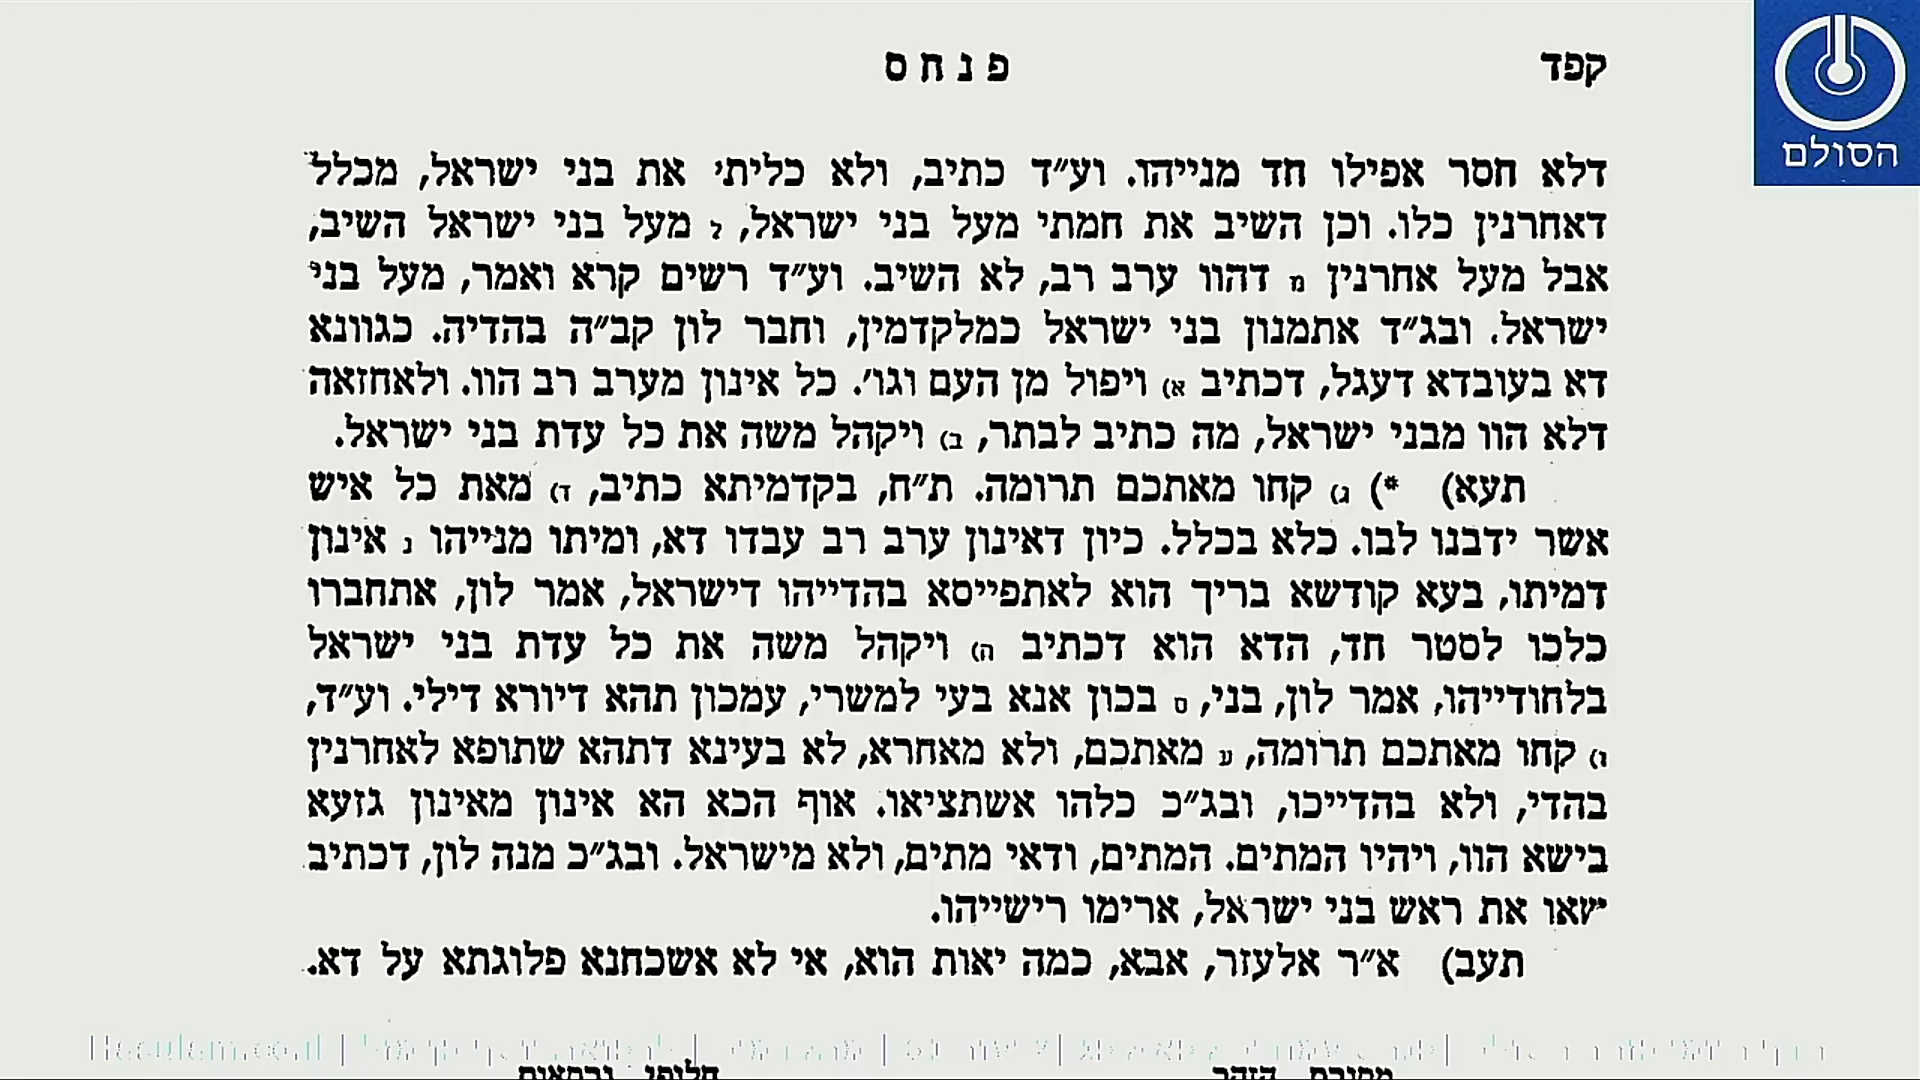 קפד
פנחס
הסולם
דלא חסר אפילו חד מנייהו. וע״ד כתיב, ולא כליתי את בני ישראל, מכלל
דאחרנין כלו. וכן השיב את חמתי מעל בני ישראל, ל מעל בני ישראל השיב,
אבל מעל אחרנין מ דהוו ערב רב, לא השיב. וע״ד רשים קרא ואמר, מעל בני
ישראל. ובג״ד אתמנון בני ישראל כמלקדמין, וחבר לון קב״ה בהדיה. כגוונא
דא בעובדא דעגל, דכתיב א) ויפול מן העם וגו׳. כל אינון מערב רב הוו. ולאחזאה
דלא הוו מבני ישראל, מה כתיב לבתר, ב) ויקהל משה את כל עדת בני ישראל.
תעא) *) ג) קחו מאתכם תרומה. ת״ח, בקדמיתא כתיב, ד) מאת כל איש
אשר ידבנו לבו. כלא בכלל. כיון דאינון ערב רב עבדו דא, ומיתו מנייהו נ אינון
דמיתו, בעא קודשא בריך הוא לאתפייסא בהדייהו דישראל, אמר לון, אתחברו
כלכו לסטר חד, הדא הוא דכתיב ה) ויקהל משה את כל עדת בני ישראל
בלחודייהו, אמר לון, בני, ס בכון אנא בעי למשרי, עמכון תהא דיורא דילי. וע״ד,
ו) קחו מאתכם תרומה, ע מאתכם, ולא מאחרא, לא בעינא דתהא שתופא לאחרנין
בהדי, ולא בהדייכו, ובג״כ כלהו אשתציאו. אוף הכא הא אינון מאינון גזעא
בישא הוו, ויהיו המתים. המתים, ודאי מתים, ולא מישראל. ובג״כ מנה לון, דכתיב
שאו את ראש בני ישראל, ארימו רישייהו.
תעב) א״ר אלעזר, אבא, כמה יאות הוא, אי לא אשכחנא פלוגתא על דא.
מסורת הזהר
חלופי גרסאות